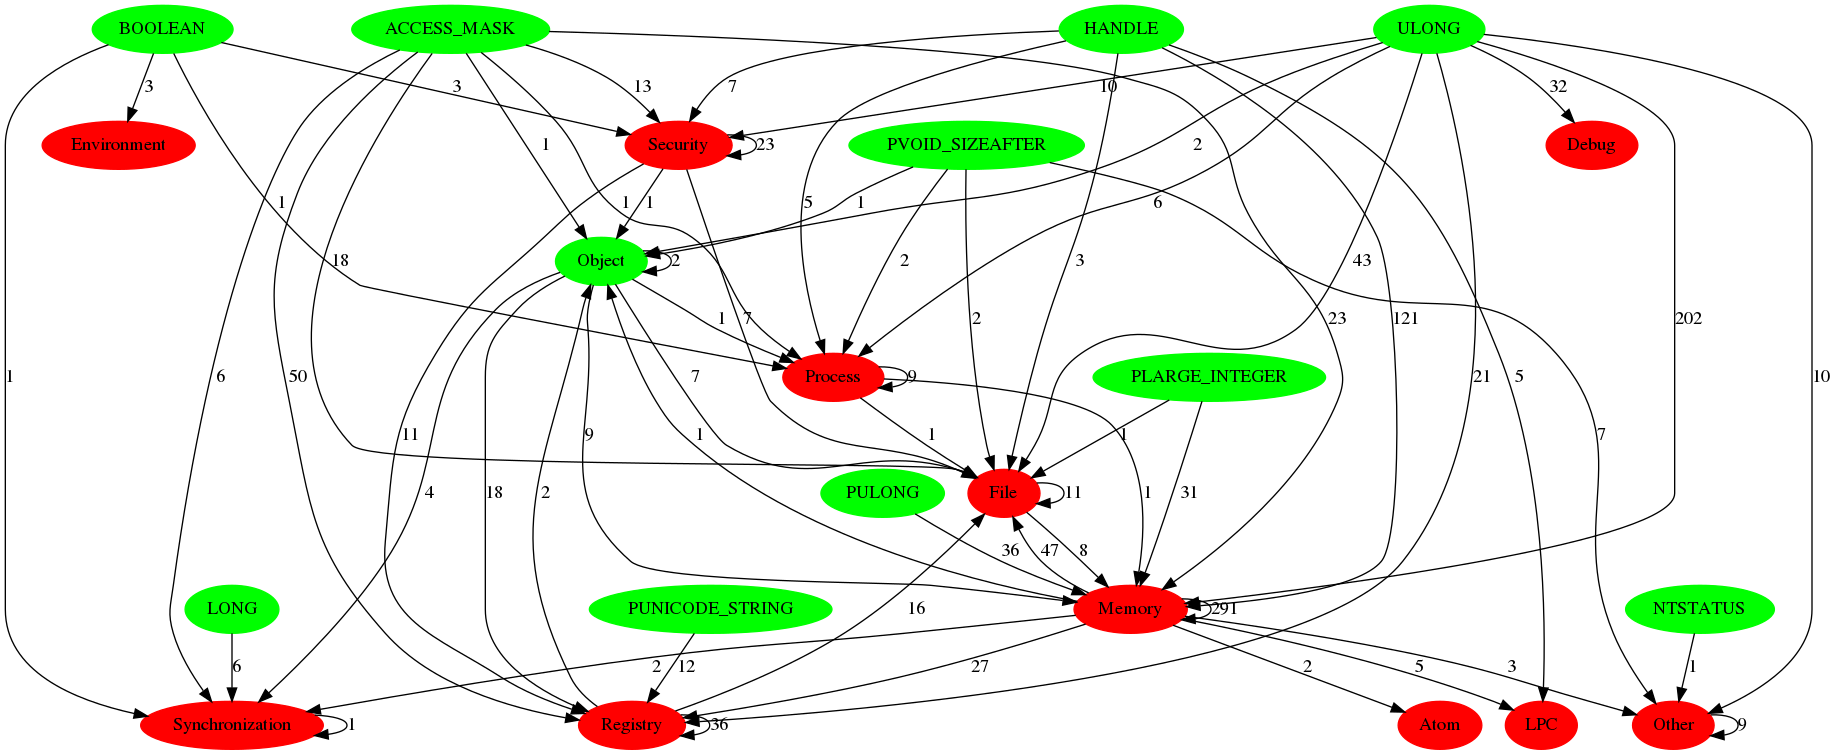 BOOLEAN ACCESS_MASK HANDLE ULONG
3 3 13 7 10 32
Environment Security 23 PVOID_SIZEAFTER Debug
1 1 1 1 1 5 2 6
18 Object 2 2 3 43
1 6 50 1 7 Process 9 2 PLARGE_INTEGER 23 121 21 5 202 10
7
11 4 18 2 9 1 1 1 1 31 7
PULONG File 11
36 47 8
LONG PUNICODE_STRING Memory 291 NTSTATUS
16
6 2 12 27 2 5 3 1
Synchronization 1 Registry 36 Atom LPC Other 9